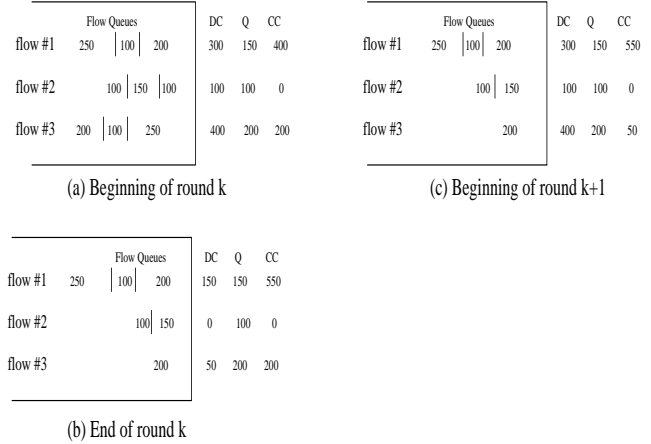 Flow Queues DC Q CC
flow #1 250 100 200 300 150 400
flow #2 100 150 100 100 100 0
flow #3 200 100 250 400 200 200
(a) Beginning of round k
Flow Queues DC Q CC
flow #1 250 100 200 300 150 550
flow #2 100 150 100 100 0
flow #3 200 400 200 50
(c) Beginning of round k+1
Flow Queues DC Q CC
flow #1 250 100 200 150 150 550
flow #2 100 150 0 100 0
flow #3 200 50 200 200
(b) End of round k